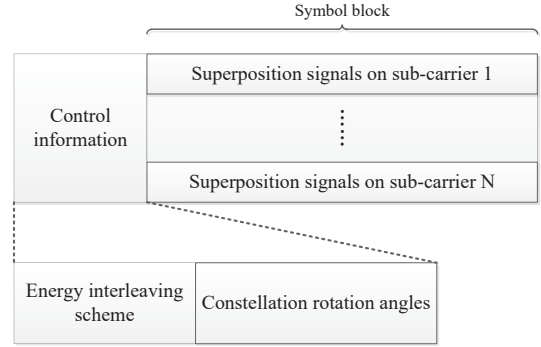 Symbol block
Superposition signals on sub-carrier 1
Control
information
Superposition signals on sub-carrier N
Energy interleaving
scheme
Constellation rotation angles